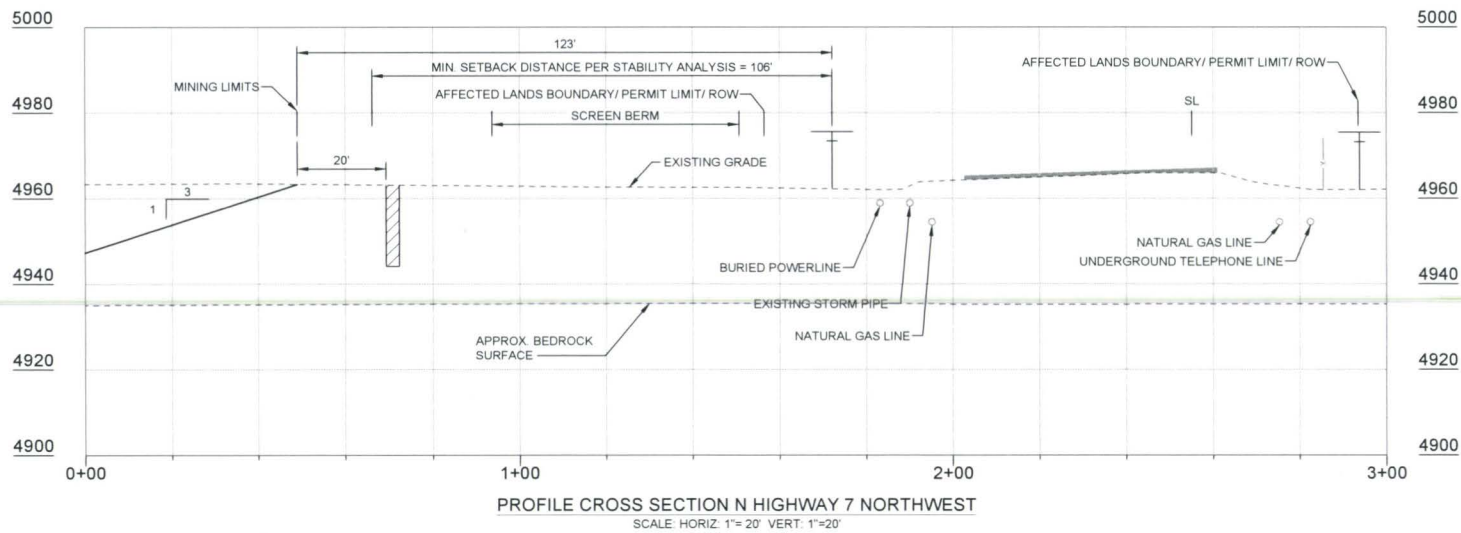 5000
5000
123'
MIN. SETBACK DISTANCE PER STABILITY ANALYSIS = 106'
AFFECTED LANDS BOUNDARY/ PERMIT LIMIT/ ROW
MINING LIMITS
AFFECTED LANDS BOUNDARY/ PERMIT LIMIT/ ROW
4980
4980
SCREEN BERM
SL
20'
EXISTING GRADE
4960
4960
3
1
NATURAL GAS LINE
BURIED POWERLINE
UNDERGROUND TELEPHONE LINE
4940
4940
EXISTING STORM PIPE
NATURAL GAS LINE
APPROX. BEDROCK
SURFACE
4920
4920
4900
4900
0+00
1+00
2+00
3+00
PROFILE CROSS SECTION N HIGHWAY 7 NORTHWEST
SCALE: HORIZ: 1"= 20' VERT: 1"=20'